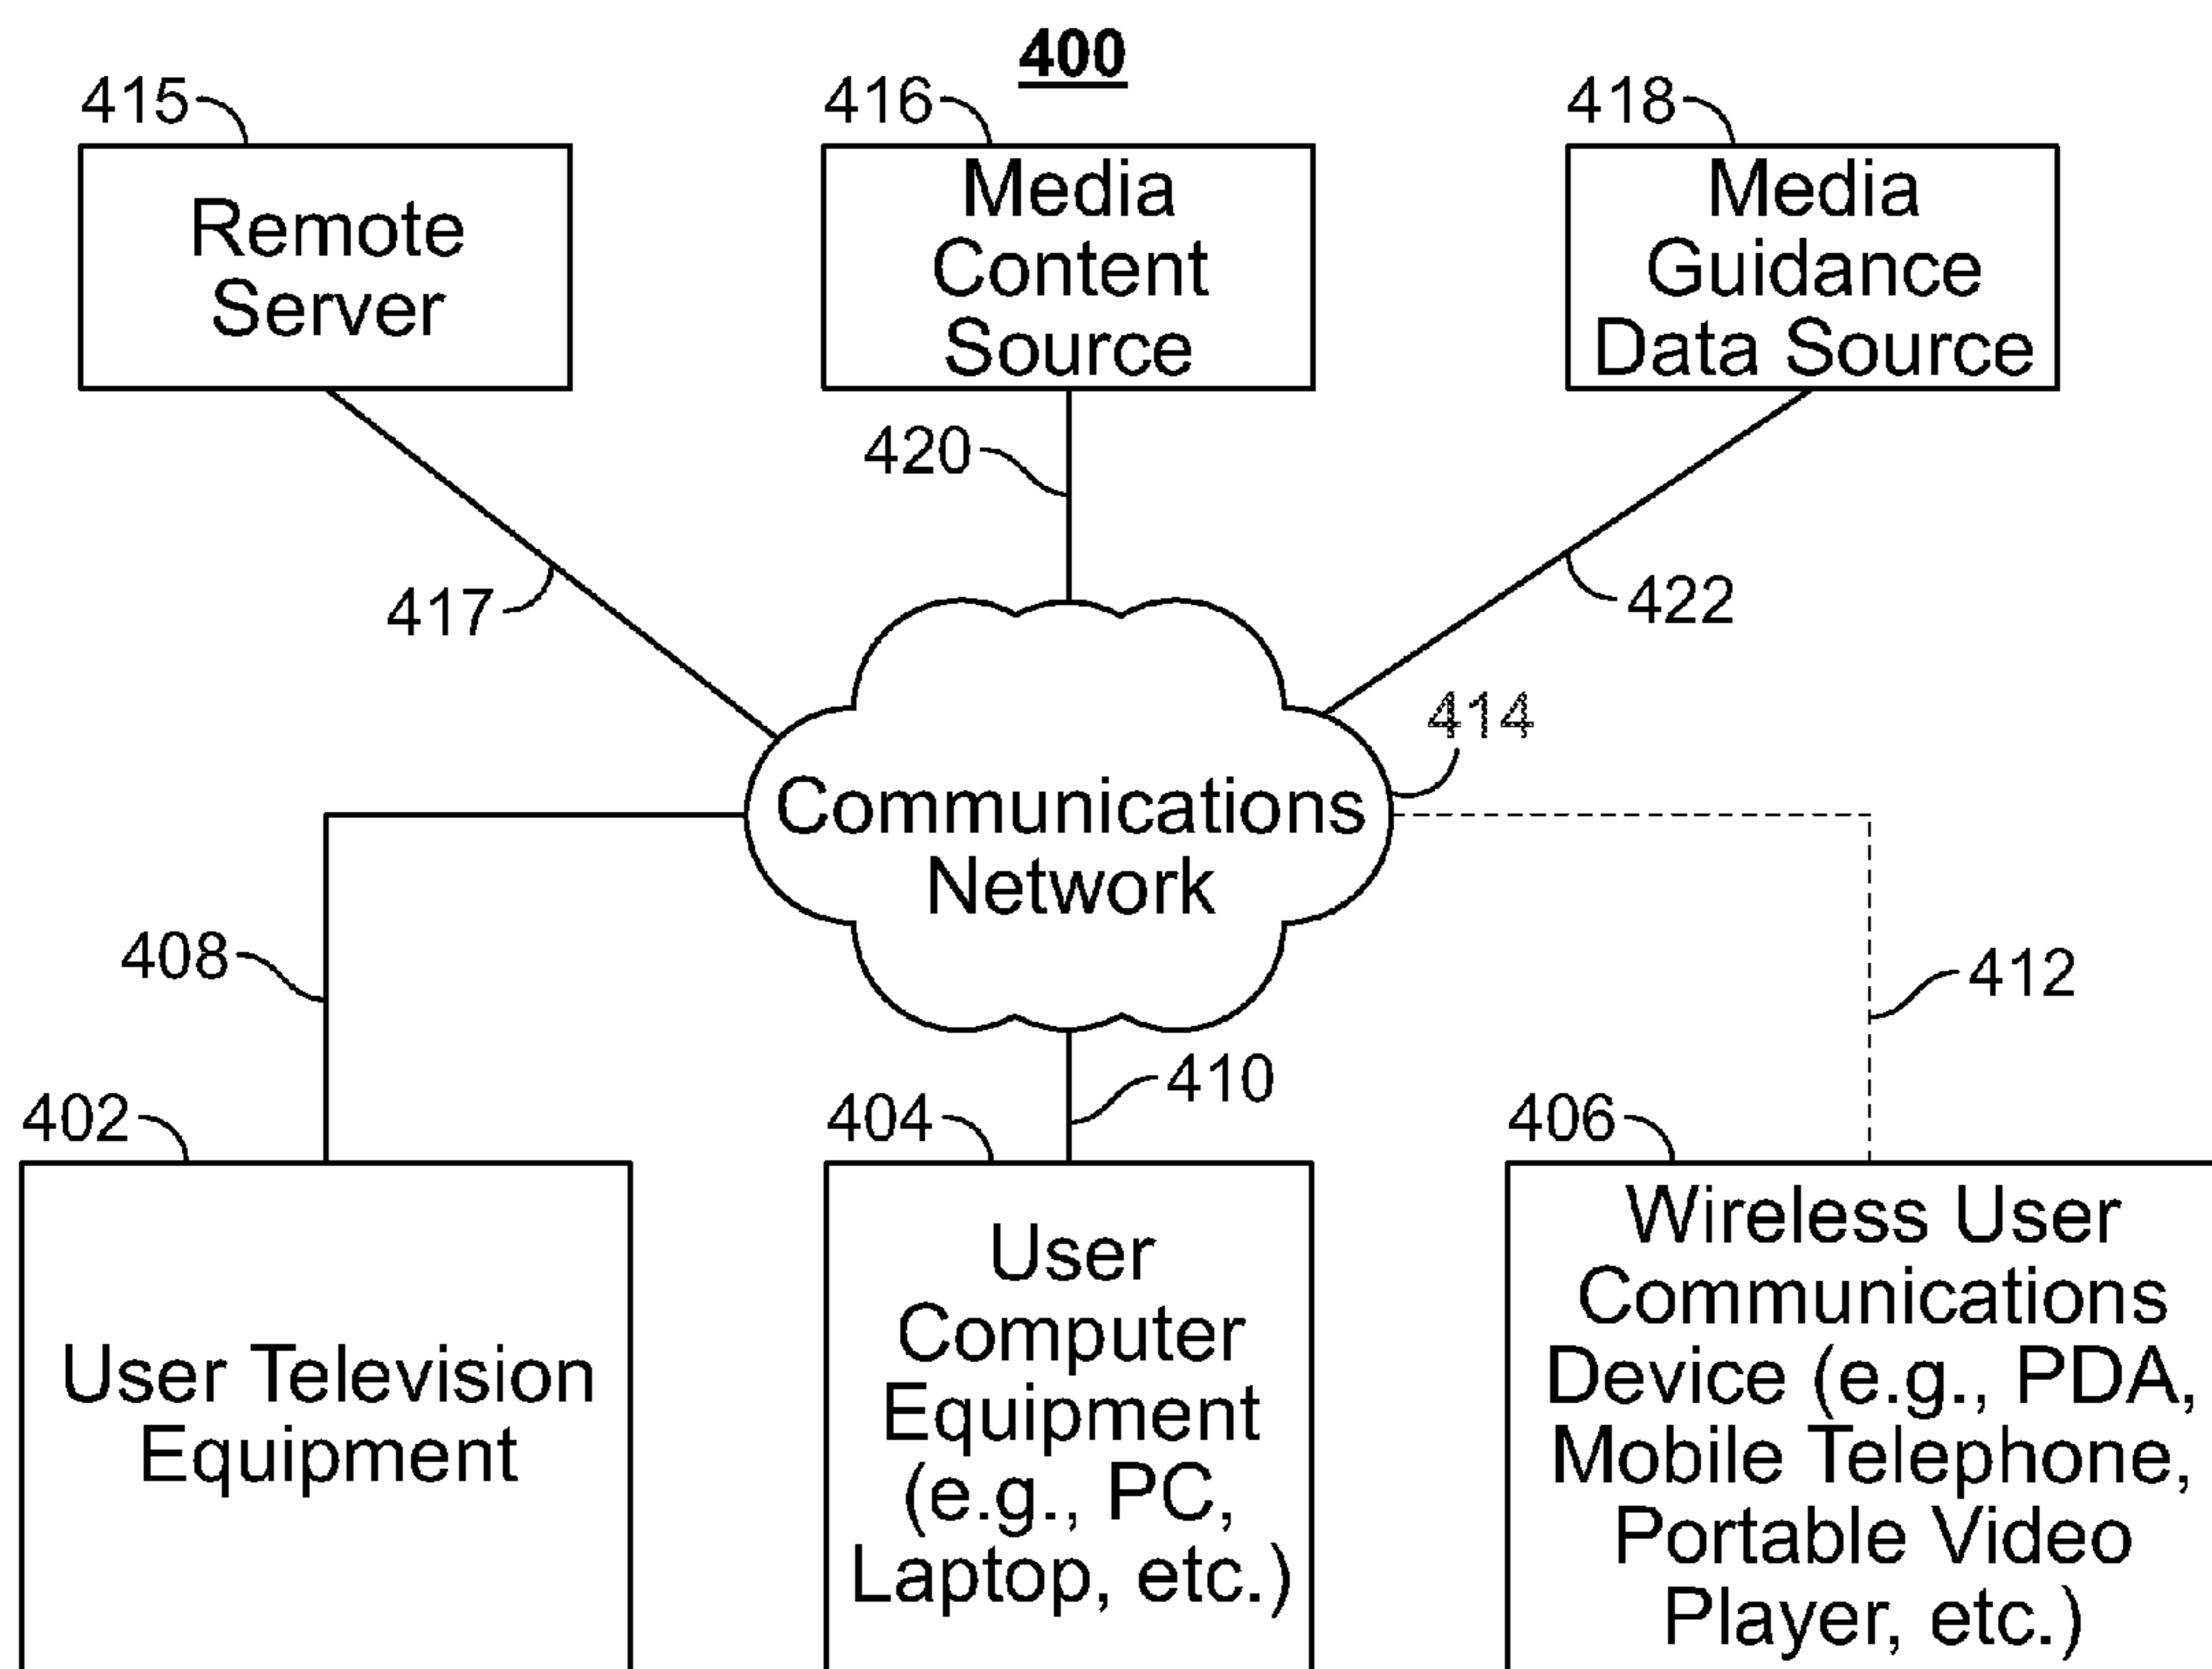 400
415
416
418
Remote
Server
Media
Content
Source
Media
Guidance
Data Source
420
417
422
414
Communications
Network
408
412
410
402
404
406
User Television
Equipment
User
Computer
Equipment
(e.g., PC,
Laptop, etc.)
Wireless User
Communications
Device (e.g., PDA,
Mobile Telephone,
Portable Video
Player, etc.)